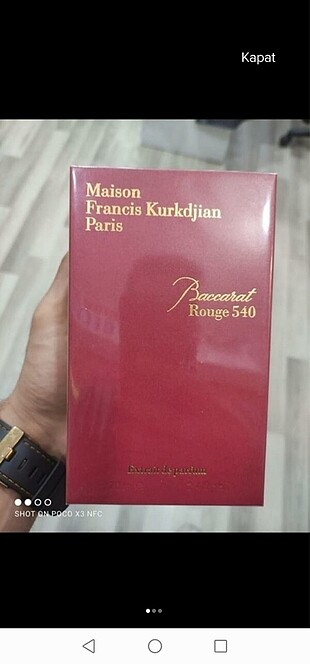 Kapat
Maison
Francis Kurkdjian
Paris
Baccarat
Rouge 540
Extrait de parfum
SHOT ON POCO X3 NFC